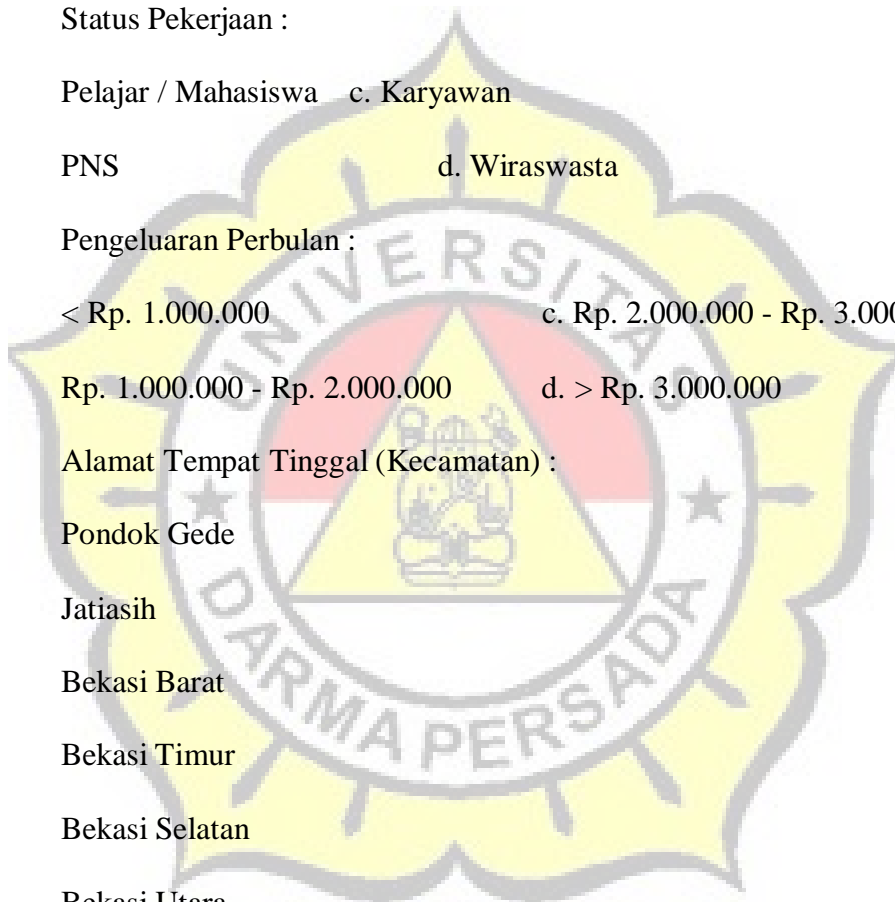 Status Pekerjaan :
Pelajar / Mahasiswa c. Karyawan
PNS d. Wiraswasta
Pengeluaran Perbulan :
< Rp. 1.000.000 c. Rp. 2.000.000 - Rp. 3.000
Rp. 1.000.000 - Rp. 2.000.000 d. > Rp. 3.000.000
Alamat Tempat Tinggal (Kecamatan) :
Pondok Gede
Jatiasih
Bekasi Barat
Bekasi Timur
Bekasi Selatan
Bekasi Utara
UNIVERSITAS
DARMA PERSADA